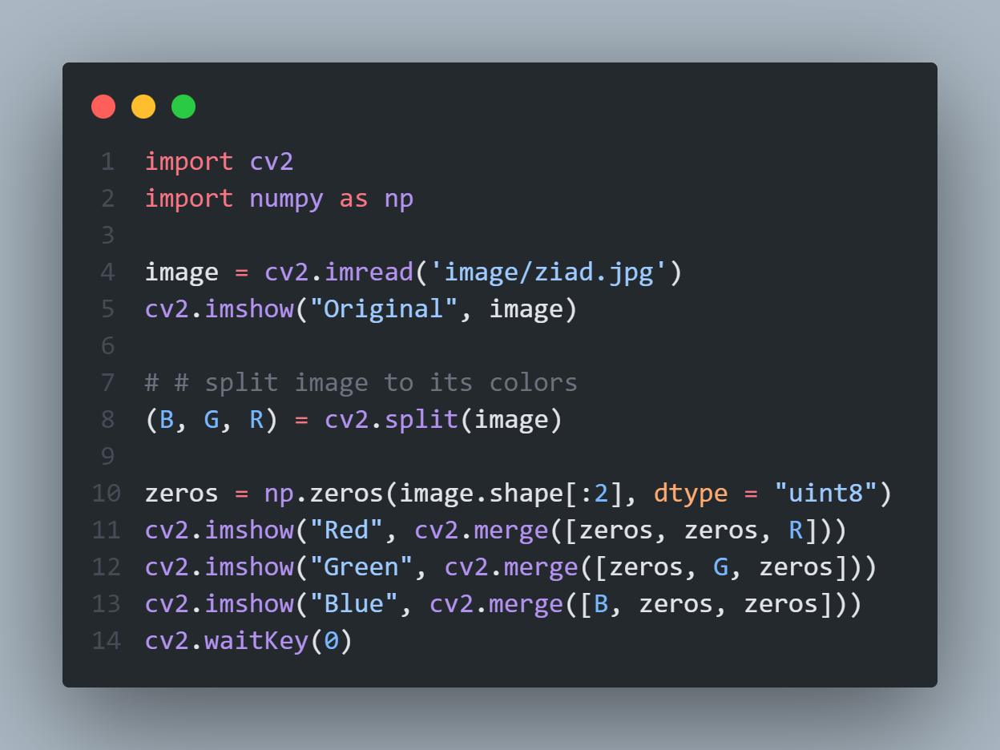 1 import cv2
2 import numpy as np
3
4 image = cv2.imread('image/ziad.jpg')
5 cv2.imshow("Original", image)
6
7 # # split image to its colors
8 (B, G, R) = cv2.split(image)
9
10 zeros = np.zeros(image.shape[:2], dtype = "uint8")
11 cv2.imshow("Red", cv2.merge([zeros, zeros, R]))
12 cv2.imshow("Green", cv2.merge([zeros, G, zeros]))
13 cv2.imshow("Blue", cv2.merge([B, zeros, zeros]))
14 cv2.waitKey(0)